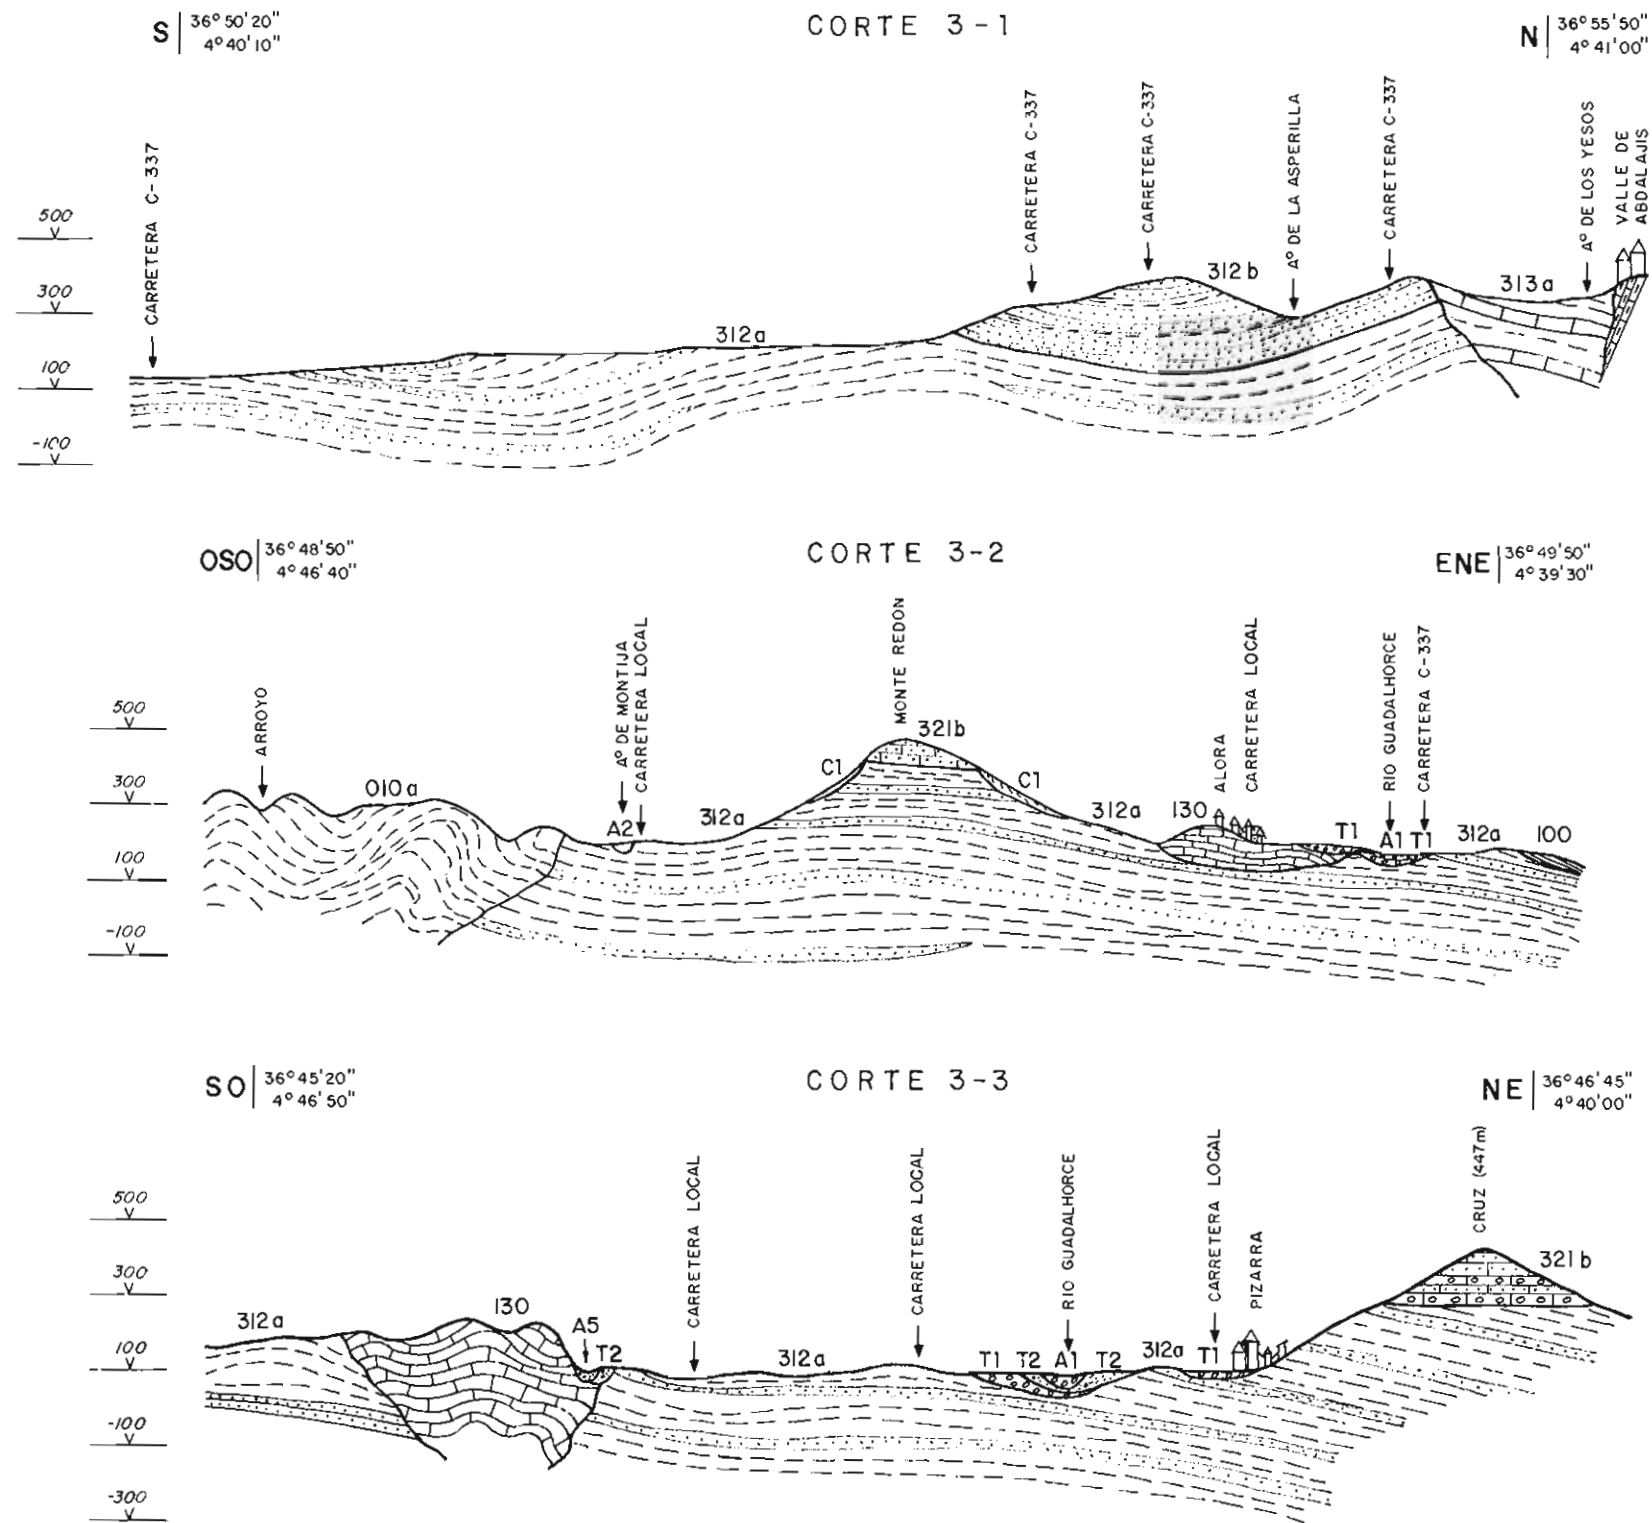 CORTE 3-1
S
36° 50' 20"
4° 40' 10"
N
36° 55' 50"
4° 41' 00"
CARRETERA C-337
CARRETERA C-337
CARRETERA C-337
Aº DE LA ASPERILLA
CARRETERA C-337
Aº DE LOS YESOS
VALLE DE
ABDALAJIS
500
300
100
-100
312a
312b
313a
CORTE 3-2
OSO
36° 48' 50"
4° 46' 40"
ENE
36° 49' 50"
4° 39' 30"
ARROYO
Aº DE MONTIJA
CARRETERA LOCAL
MONTE REDON
ALORA
CARRETERA LOCAL
RIO GUADALHORCE
CARRETERA C-337
500
300
100
-100
010a
A2
312a
C1
321b
C1
312a
130
T1
A1
T1
312a
100
CORTE 3-3
SO
36° 45' 20"
4° 46' 50"
NE
36° 46' 45"
4° 40' 00"
CARRETERA LOCAL
CARRETERA LOCAL
RIO GUADALHORCE
CARRETERA LOCAL
PIZARRA
CRUZ (447m)
500
300
100
-100
-300
312a
130
A5
T2
312a
T1
T2
A1
T2
312a
T1
321b